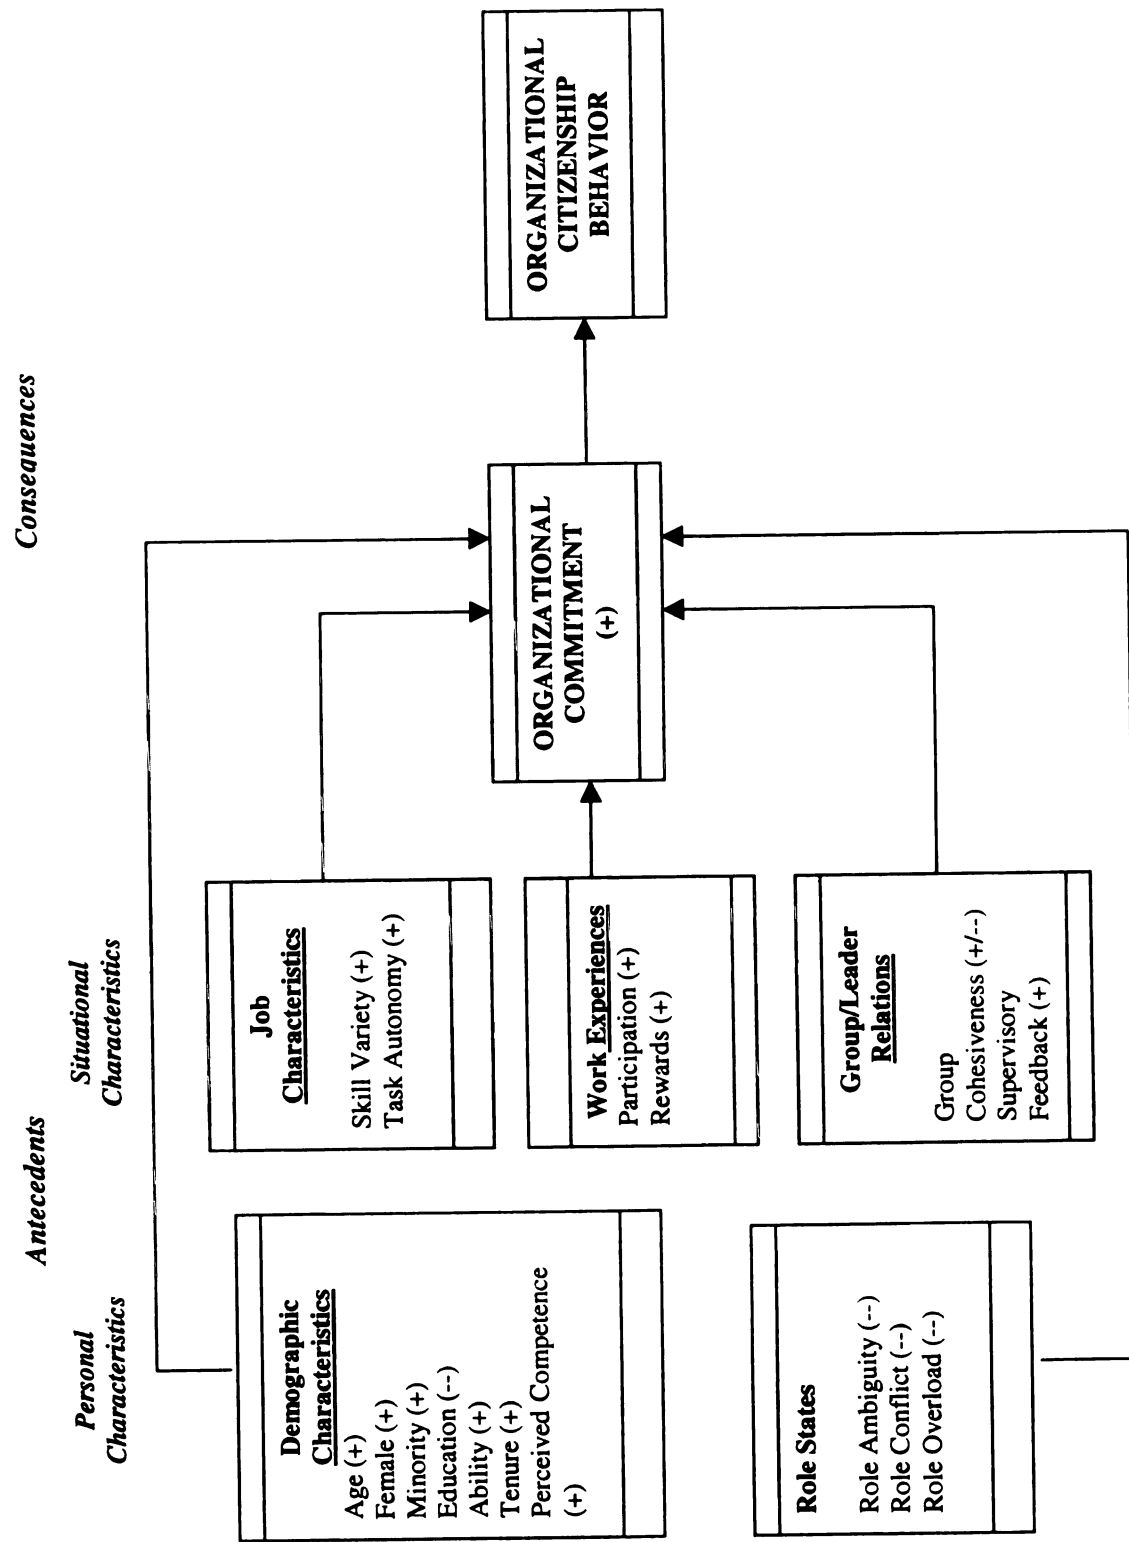 Antecedents
Consequences
Personal
Characteristics
Situational
Characteristics
Demographic
Characteristics
Age (+)
Female (+)
Minority (+)
Education (--)
Ability (+)
Tenure (+)
Perceived Competence
(+)
Role States
Role Ambiguity (--)
Role Conflict (--)
Role Overload (--)
Job
Characteristics
Skill Variety (+)
Task Autonomy (+)
Work Experiences
Participation (+)
Rewards (+)
Group/Leader
Relations
Group
Cohesiveness (+/--)
Supervisory
Feedback (+)
ORGANIZATIONAL
COMMITMENT
(+)
ORGANIZATIONAL
CITIZENSHIP
BEHAVIOR